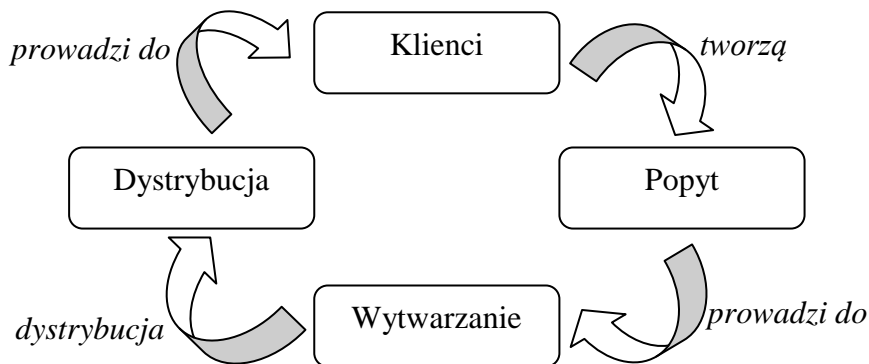 Klienci
prowadzi do
tworzą
Dystrybucja
Popyt
Wytwarzanie
dystrybucja
prowadzi do